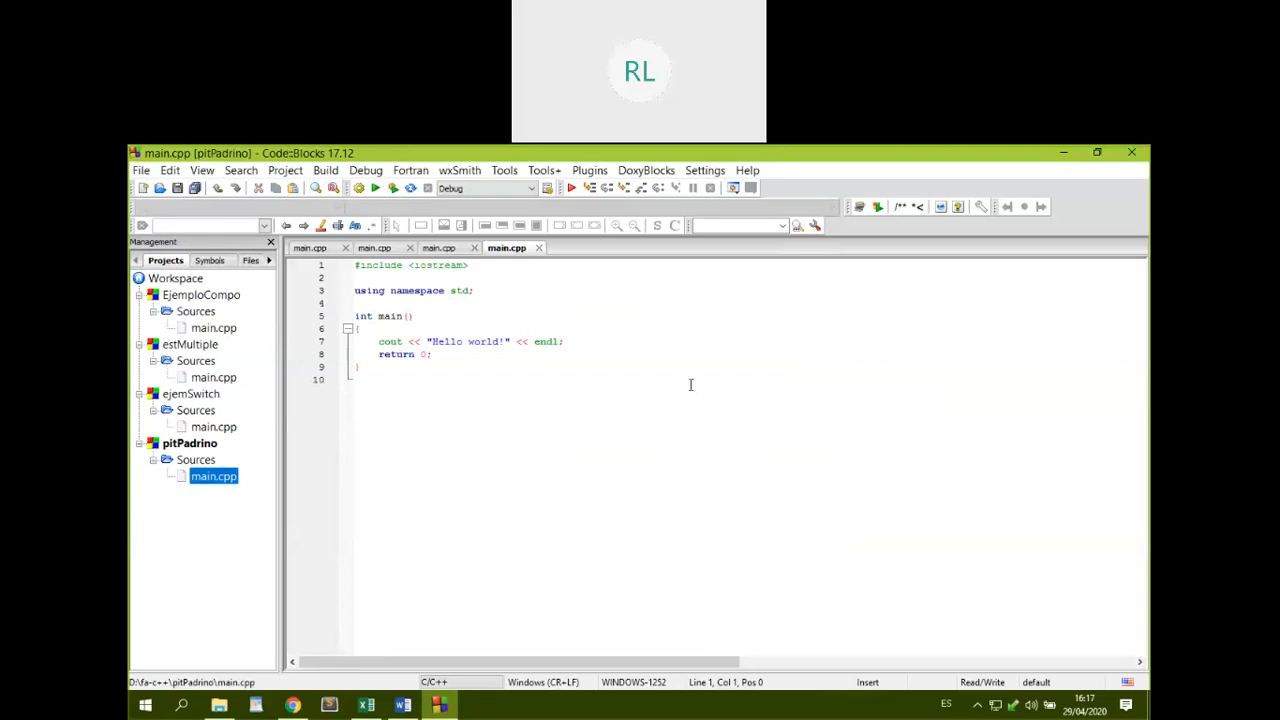 RL
main.cpp [pitPadrino] - Code::Blocks 17.12
File Edit View Search Project Build Debug Fortran wxSmith Tools Tools+ Plugins DoxyBlocks Settings Help
Debug
/** *<
S C
Management
Projects Symbols Files
main.cpp main.cpp main.cpp main.cpp
Workspace
EjemploCompo
Sources
main.cpp
estMultiple
Sources
main.cpp
ejemSwitch
Sources
main.cpp
pitPadrino
Sources
main.cpp
1 #include <iostream>
2
3 using namespace std;
4
5 int main()
6 {
7 cout << "Hello world!" << endl;
8 return 0;
9 }
10
D:\fa-c++\pitPadrino\main.cpp C/C++ Windows (CR+LF) WINDOWS-1252 Line 1, Col 1, Pos 0 Insert Read/Write default
ES
16:17
29/04/2020